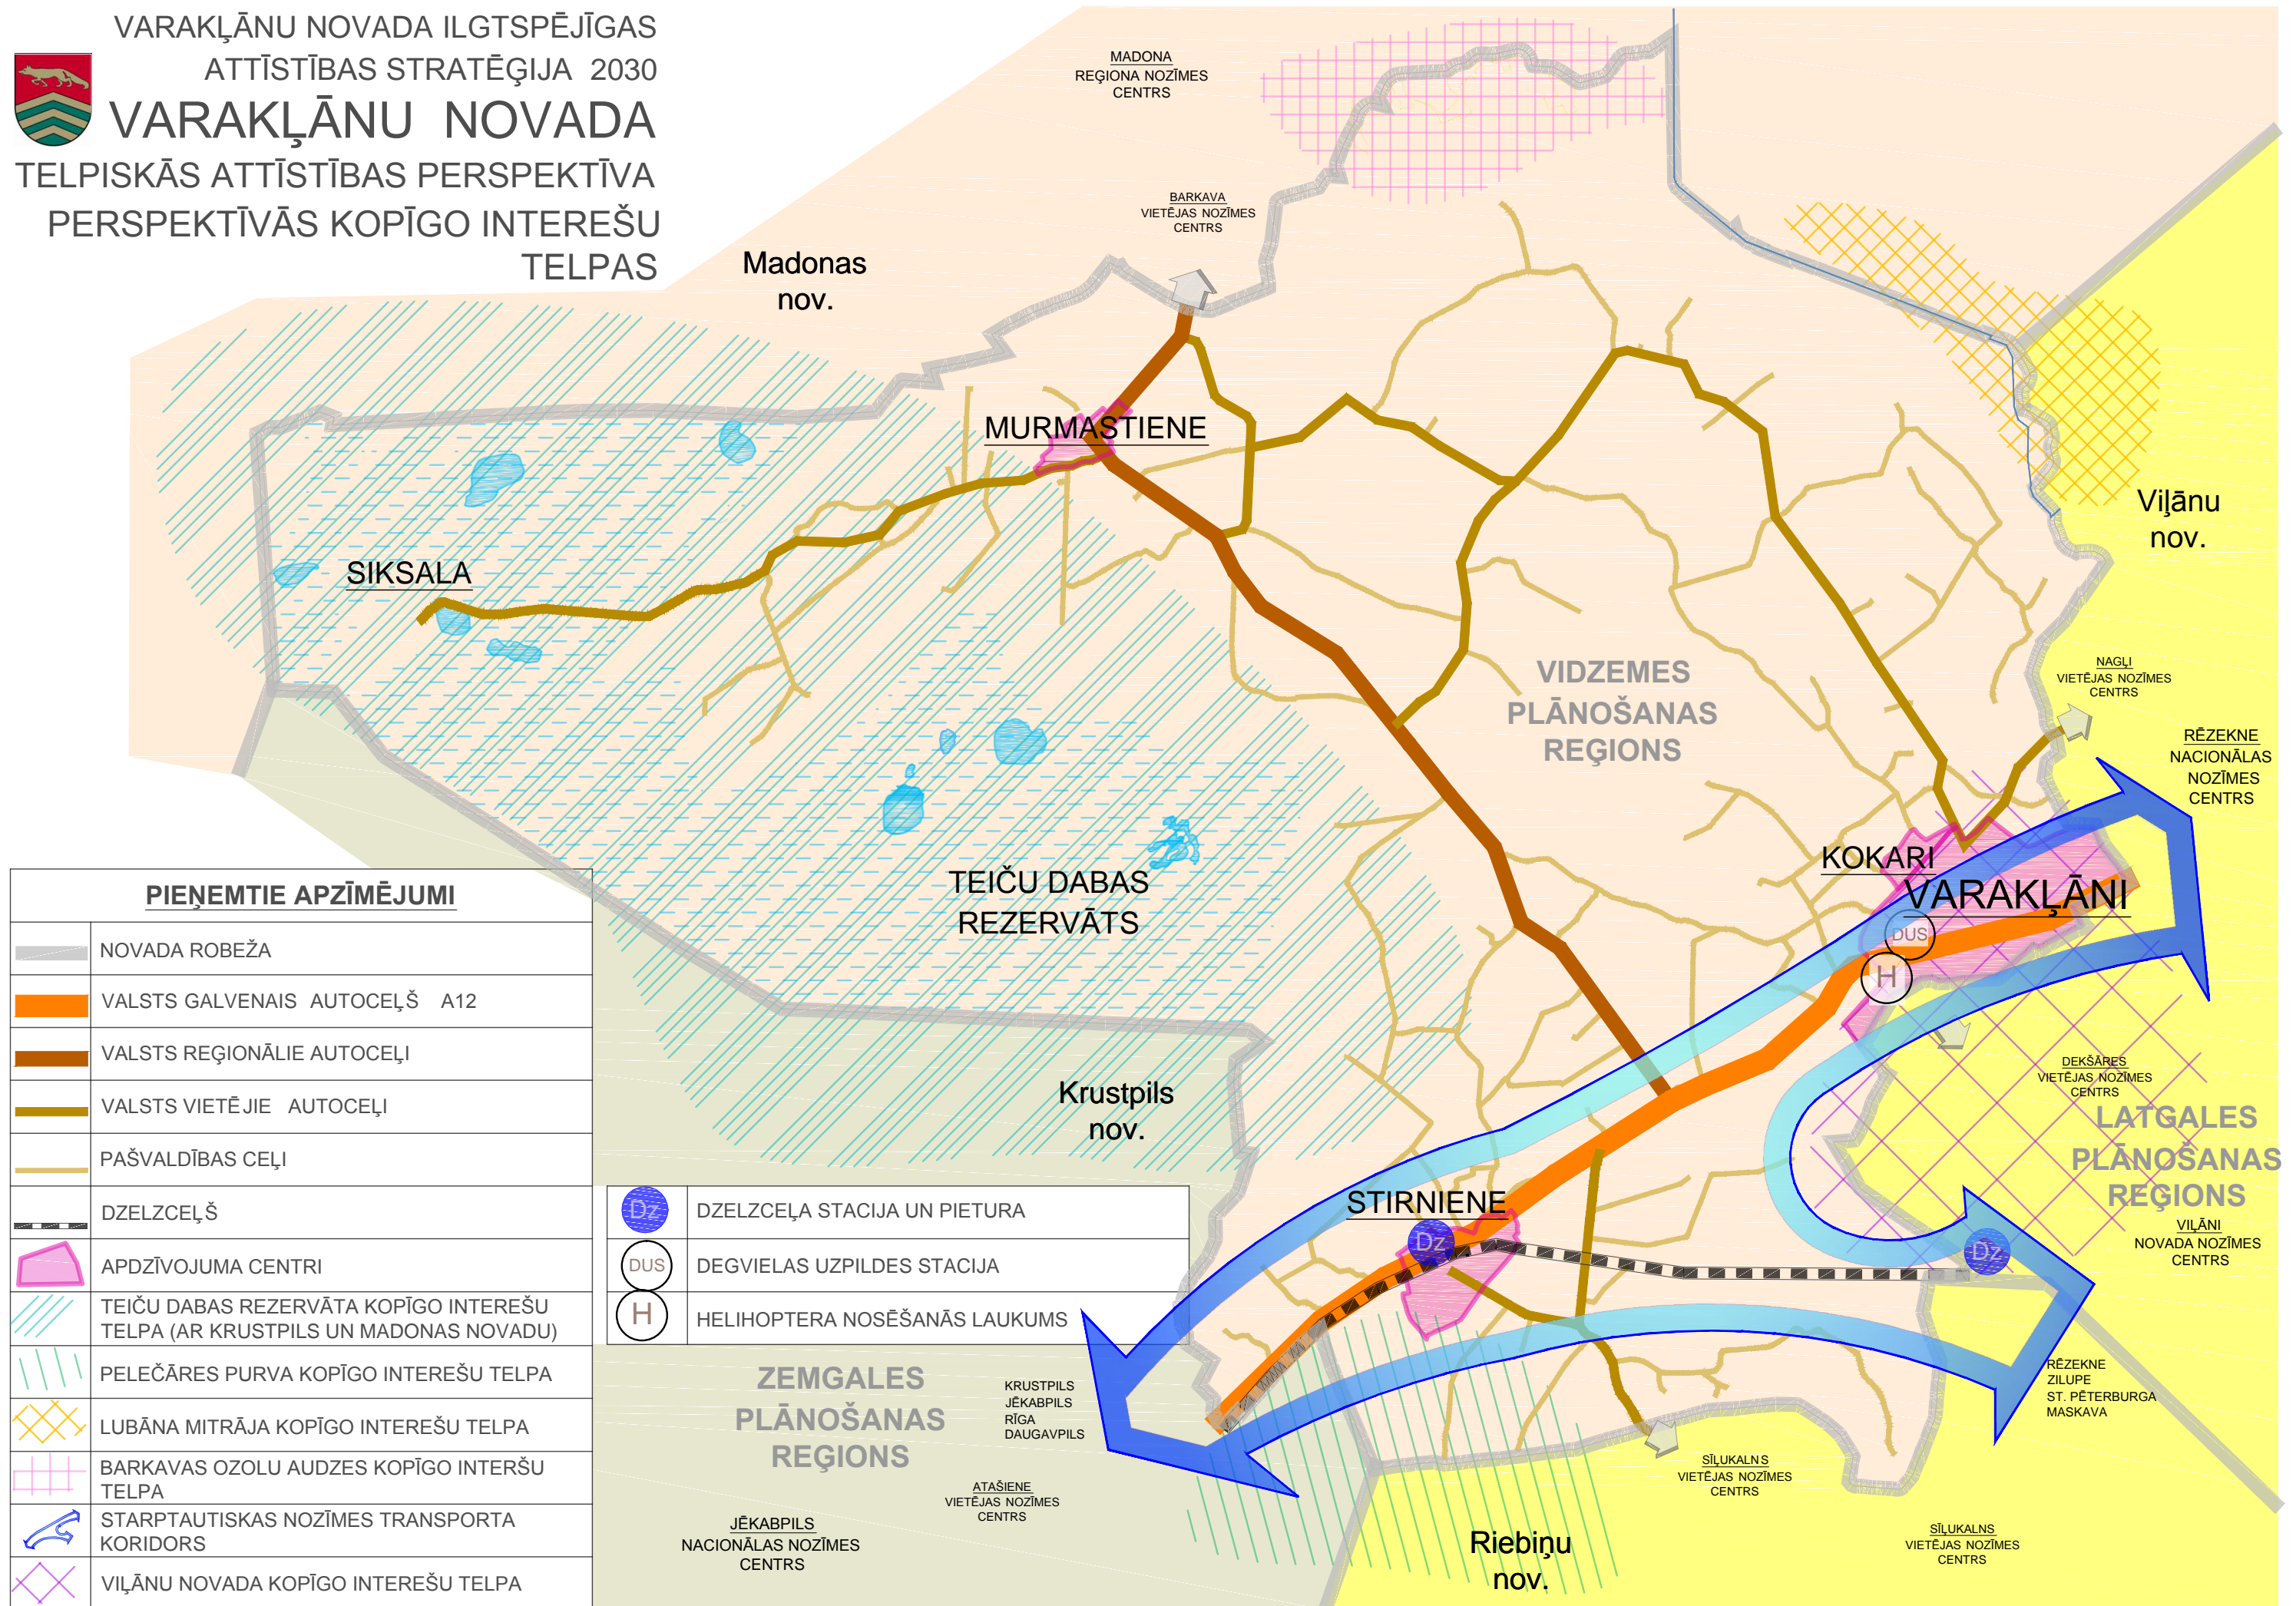 VARAKĻĀNU NOVADA ILGTSPĒJĪGAS
ATTĪSTĪBAS STRATĒĢIJA 2030
VARAKĻĀNU NOVADA
TELPISKĀS ATTĪSTĪBAS PERSPEKTĪVA
PERSPEKTĪVĀS KOPĪGO INTEREŠU
TELPAS
MADONA
REĢIONA NOZĪMES
CENTRS
BARKAVA
VIETĒJAS NOZĪMES
CENTRS
Madonas
nov.
MURMASTIENE
SIKSALA
Viļānu
nov.
VIDZEMES
PLĀNOŠANAS
REĢIONS
NAGĻI
VIETĒJAS NOZĪMES
CENTRS
RĒZEKNE
NACIONĀLAS
NOZĪMES
CENTRS
TEIČU DABAS
REZERVĀTS
KOKARI
VARAKĻĀNI
DUS
H
DEKŠĀRES
VIETĒJAS NOZĪMES
CENTRS
LATGALES
PLĀNOŠANAS
REĢIONS
Krustpils
nov.
STIRNIENE
Dz
Dz
VIĻĀNI
NOVADA NOZĪMES
CENTRS
RĒZEKNE
ZILUPE
ST. PĒTERBURGA
MASKAVA
ZEMGALES
PLĀNOŠANAS
REĢIONS
KRUSTPILS
JĒKABPILS
RĪGA
DAUGAVPILS
ATAŠIENE
VIETĒJAS NOZĪMES
CENTRS
JĒKABPILS
NACIONĀLAS NOZĪMES
CENTRS
SĪĻUKALNS
VIETĒJAS NOZĪMES
CENTRS
SĪĻUKALNS
VIETĒJAS NOZĪMES
CENTRS
Riebiņu
nov.
PIEŅEMTIE APZĪMĒJUMI
NOVADA ROBEŽA
VALSTS GALVENAIS AUTOCEĻŠ A12
VALSTS REĢIONĀLIE AUTOCEĻI
VALSTS VIETĒJIE AUTOCEĻI
PAŠVALDĪBAS CEĻI
DZELZCEĻŠ
APDZĪVOJUMA CENTRI
TEIČU DABAS REZERVĀTA KOPĪGO INTEREŠU
TELPA (AR KRUSTPILS UN MADONAS NOVADU)
PELEČĀRES PURVA KOPĪGO INTEREŠU TELPA
LUBĀNA MITRĀJA KOPĪGO INTEREŠU TELPA
BARKAVAS OZOLU AUDZES KOPĪGO INTERŠU
TELPA
STARPTAUTISKAS NOZĪMES TRANSPORTA
KORIDORS
VIĻĀNU NOVADA KOPĪGO INTEREŠU TELPA
Dz DZELZCEĻA STACIJA UN PIETURA
DUS DEGVIELAS UZPILDES STACIJA
H HELIHOPTERA NOSĒŠANĀS LAUKUMS